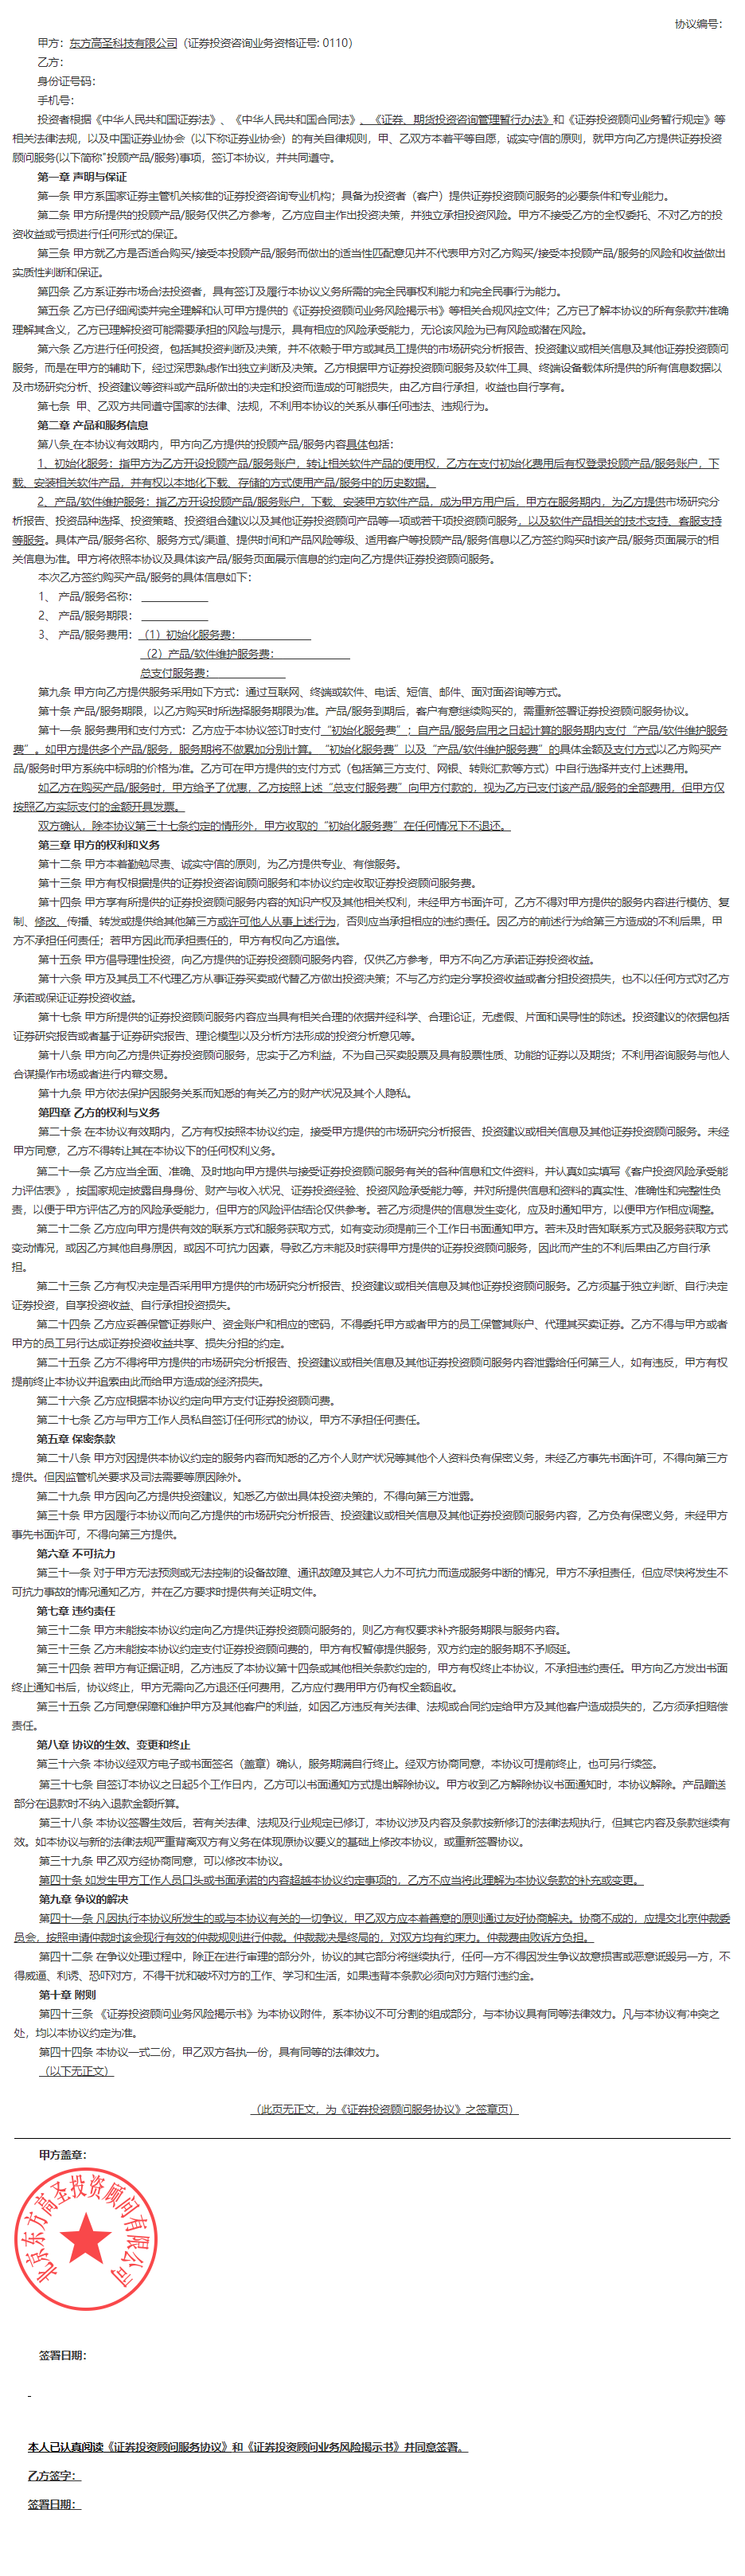 协议编号：
甲方：东方高圣科技有限公司（证券投资咨询业务资格证号: 0110）
乙方：
身份证号码：
手机号：
投资者根据《中华人民共和国证券法》、《中华人民共和国合同法》、《证券、期货投资咨询管理暂行办法》和《证券投资顾问业务暂行规定》等
相关法律法规，以及中国证券业协会（以下称证券业协会）的有关自律规则，甲、乙双方本着平等自愿，诚实守信的原则，就甲方向乙方提供证券投资
顾问服务(以下简称"投顾产品/服务)事项，签订本协议，并共同遵守。
第一章 声明与保证
第一条 甲方系国家证券主管机关核准的证券投资咨询专业机构；具备为投资者（客户）提供证券投资顾问服务的必要条件和专业能力。
第二条 甲方所提供的投顾产品/服务仅供乙方参考，乙方应自主作出投资决策，并独立承担投资风险。甲方不接受乙方的全权委托、不对乙方的投
资收益或亏损进行任何形式的保证。
第三条 甲方就乙方是否适合购买/接受本投顾产品/服务而做出的适当性匹配意见并不代表甲方对乙方购买/接受本投顾产品/服务的风险和收益做出
实质性判断和保证。
第四条 乙方系证券市场合法投资者，具有签订及履行本协议义务所需的完全民事权利能力和完全民事行为能力。
第五条 乙方已仔细阅读并完全理解和认可甲方提供的《证券投资顾问业务风险揭示书》等相关合规风控文件；乙方已了解本协议的所有条款并准确
理解其含义，乙方已理解投资可能需要承担的风险与提示，具有相应的风险承受能力，无论该风险为已有风险或潜在风险。
第六条 乙方进行任何投资，包括其投资判断及决策，并不依赖于甲方或其员工提供的市场研究分析报告、投资建议或相关信息及其他证券投资顾问
服务，而是在甲方的辅助下，经过深思熟虑作出独立判断及决策。乙方根据甲方证券投资顾问服务及软件工具、终端设备载体所提供的所有信息数据以
及市场研究分析、投资建议等资料或产品所做出的决定和投资而造成的可能损失，由乙方自行承担，收益也自行享有。
第七条 甲、乙双方共同遵守国家的法律、法规，不利用本协议的关系从事任何违法、违规行为。
第二章 产品和服务信息
第八条 在本协议有效期内，甲方向乙方提供的投顾产品/服务内容具体包括：
1、初始化服务：指甲方为乙方开设投顾产品/服务账户，转让相关软件产品的使用权，乙方在支付初始化费用后有权登录投顾产品/服务账户，下
载、安装相关软件产品，并有权以本地化下载、存储的方式使用产品/服务中的历史数据。
2、产品/软件维护服务：指乙方开设投顾产品/服务账户，下载、安装甲方软件产品，成为甲方用户后，甲方在服务期内，为乙方提供市场研究分
析报告、投资品种选择、投资策略、投资组合建议以及其他证券投资顾问产品等一项或若干项投资顾问服务，以及软件产品相关的技术支持、客服支持
等服务。具体产品/服务名称、服务方式/渠道、提供时间和产品风险等级、适用客户等投顾产品/服务信息以乙方签约购买时该产品/服务页面展示的相
关信息为准。甲方将依照本协议及具体该产品/服务页面展示信息的约定向乙方提供证券投资顾问服务。
本次乙方签约购买产品/服务的具体信息如下：
1、 产品/服务名称：
2、 产品/服务期限：
3、 产品/服务费用：（1）初始化服务费：
（2）产品/软件维护服务费：
总支付服务费：
第九条 甲方向乙方提供服务采用如下方式：通过互联网、终端或软件、电话、短信、邮件、面对面咨询等方式。
第十条 产品/服务期限，以乙方购买时所选择服务期限为准。产品/服务到期后，客户有意继续购买的，需重新签署证券投资顾问服务协议。
第十一条 服务费用和支付方式：乙方应于本协议签订时支付“初始化服务费”；自产品/服务启用之日起计算的服务期内支付“产品/软件维护服务
费”。如甲方提供多个产品/服务，服务期将不做累加分别计算。“初始化服务费”以及“产品/软件维护服务费”的具体金额及支付方式以乙方购买产
品/服务时甲方系统中标明的价格为准。乙方可在甲方提供的支付方式（包括第三方支付、网银、转账汇款等方式）中自行选择并支付上述费用。
如乙方在购买产品/服务时，甲方给予了优惠，乙方按照上述“总支付服务费”向甲方付款的，视为乙方已支付该产品/服务的全部费用，但甲方仅
按照乙方实际支付的金额开具发票。
双方确认，除本协议第三十七条约定的情形外，甲方收取的“初始化服务费”在任何情况下不退还。
第三章 甲方的权利和义务
第十二条 甲方本着勤勉尽责、诚实守信的原则，为乙方提供专业、有偿服务。
第十三条 甲方有权根据提供的证券投资咨询顾问服务和本协议约定收取证券投资顾问服务费。
第十四条 甲方享有所提供的证券投资顾问服务内容的知识产权及其他相关权利，未经甲方书面许可，乙方不得对甲方提供的服务内容进行模仿、复
制、修改、传播、转发或提供给其他第三方或许可他人从事上述行为，否则应当承担相应的违约责任。因乙方的前述行为给第三方造成的不利后果，甲
方不承担任何责任；若甲方因此而承担责任的，甲方有权向乙方追偿。
第十五条 甲方倡导理性投资，向乙方提供的证券投资顾问服务内容，仅供乙方参考，甲方不向乙方承诺证券投资收益。
第十六条 甲方及其员工不代理乙方从事证券买卖或代替乙方做出投资决策；不与乙方约定分享投资收益或者分担投资损失，也不以任何方式对乙方
承诺或保证证券投资收益。
第十七条 甲方所提供的证券投资顾问服务内容应当具有相关合理的依据并经科学、合理论证，无虚假、片面和误导性的陈述。投资建议的依据包括
证券研究报告或者基于证券研究报告、理论模型以及分析方法形成的投资分析意见等。
第十八条 甲方向乙方提供证券投资顾问服务，忠实于乙方利益，不为自己买卖股票及具有股票性质、功能的证券以及期货；不利用咨询服务与他人
合谋操作市场或者进行内幕交易。
第十九条 甲方依法保护因服务关系而知悉的有关乙方的财产状况及其个人隐私。
第四章 乙方的权利与义务
第二十条 在本协议有效期内，乙方有权按照本协议约定，接受甲方提供的市场研究分析报告、投资建议或相关信息及其他证券投资顾问服务。未经
甲方同意，乙方不得转让其在本协议下的任何权利义务。
第二十一条 乙方应当全面、准确、及时地向甲方提供与接受证券投资顾问服务有关的各种信息和文件资料，并认真如实填写《客户投资风险承受能
力评估表》，按国家规定披露自身身份、财产与收入状况、证券投资经验、投资风险承受能力等，并对所提供信息和资料的真实性、准确性和完整性负
责，以便于甲方评估乙方的风险承受能力，但甲方的风险评估结论仅供参考。若乙方须提供的信息发生变化，应及时通知甲方，以便甲方作相应调整。
第二十二条 乙方应向甲方提供有效的联系方式和服务获取方式，如有变动须提前三个工作日书面通知甲方。若未及时告知联系方式及服务获取方式
变动情况，或因乙方其他自身原因，或因不可抗力因素，导致乙方未能及时获得甲方提供的证券投资顾问服务，因此而产生的不利后果由乙方自行承
担。
第二十三条 乙方有权决定是否采用甲方提供的市场研究分析报告、投资建议或相关信息及其他证券投资顾问服务。乙方须基于独立判断、自行决定
证券投资，自享投资收益、自行承担投资损失。
第二十四条 乙方应妥善保管证券账户、资金账户和相应的密码，不得委托甲方或者甲方的员工保管其账户、代理其买卖证券。乙方不得与甲方或者
甲方的员工另行达成证券投资收益共享、损失分担的约定。
第二十五条 乙方不得将甲方提供的市场研究分析报告、投资建议或相关信息及其他证券投资顾问服务内容泄露给任何第三人，如有违反，甲方有权
提前终止本协议并追索由此而给甲方造成的经济损失。
第二十六条 乙方应根据本协议约定向甲方支付证券投资顾问费。
第二十七条 乙方与甲方工作人员私自签订任何形式的协议，甲方不承担任何责任。
第五章 保密条款
第二十八条 甲方对因提供本协议约定的服务内容而知悉的乙方个人财产状况等其他个人资料负有保密义务，未经乙方事先书面许可，不得向第三方
提供。但因监管机关要求及司法需要等原因除外。
第二十九条 甲方因向乙方提供投资建议，知悉乙方做出具体投资决策的，不得向第三方泄露。
第三十条 甲方因履行本协议而向乙方提供的市场研究分析报告、投资建议或相关信息及其他证券投资顾问服务内容，乙方负有保密义务，未经甲方
事先书面许可，不得向第三方提供。
第六章 不可抗力
第三十一条 对于甲方无法预测或无法控制的设备故障、通讯故障及其它人力不可抗力而造成服务中断的情况，甲方不承担责任，但应尽快将发生不
可抗力事故的情况通知乙方，并在乙方要求时提供有关证明文件。
第七章 违约责任
第三十二条 甲方未能按本协议约定向乙方提供证券投资顾问服务的，则乙方有权要求补齐服务期限与服务内容。
第三十三条 乙方未能按本协议约定支付证券投资顾问费的，甲方有权暂停提供服务，双方约定的服务期不予顺延。
第三十四条 若甲方有证据证明，乙方违反了本协议第十四条或其他相关条款约定的，甲方有权终止本协议，不承担违约责任。甲方向乙方发出书面
终止通知书后，协议终止，甲方无需向乙方退还任何费用，乙方应付费用甲方仍有权全额追收。
第三十五条 乙方同意保障和维护甲方及其他客户的利益，如因乙方违反有关法律、法规或合同约定给甲方及其他客户造成损失的，乙方须承担赔偿
责任。
第八章 协议的生效、变更和终止
第三十六条 本协议经双方电子或书面签名（盖章）确认，服务期满自行终止。经双方协商同意，本协议可提前终止，也可另行续签。
第三十七条 自签订本协议之日起5个工作日内，乙方可以书面通知方式提出解除协议。甲方收到乙方解除协议书面通知时，本协议解除。产品赠送
部分在退款时不纳入退款金额折算。
第三十八条 本协议签署生效后，若有关法律、法规及行业规定已修订，本协议涉及内容及条款按新修订的法律法规执行，但其它内容及条款继续有
效。如本协议与新的法律法规严重背离双方有义务在体现原协议要义的基础上修改本协议，或重新签署协议。
第三十九条 甲乙双方经协商同意，可以修改本协议。
第四十条 如发生甲方工作人员口头或书面承诺的内容超越本协议约定事项的，乙方不应当将此理解为本协议条款的补充或变更。
第九章 争议的解决
第四十一条 凡因执行本协议所发生的或与本协议有关的一切争议，甲乙双方应本着善意的原则通过友好协商解决。协商不成的，应提交北京仲裁委
员会，按照申请仲裁时该会现行有效的仲裁规则进行仲裁。仲裁裁决是终局的，对双方均有约束力。仲裁费由败诉方负担。
第四十二条 在争议处理过程中，除正在进行审理的部分外，协议的其它部分将继续执行，任何一方不得因发生争议故意损害或恶意诋毁另一方，不
得威逼、利诱、恐吓对方，不得干扰和破坏对方的工作、学习和生活，如果违背本条款必须向对方赔付违约金。
第十章 附则
第四十三条 《证券投资顾问业务风险揭示书》为本协议附件，系本协议不可分割的组成部分，与本协议具有同等法律效力。凡与本协议有冲突之
处，均以本协议约定为准。
第四十四条 本协议一式二份，甲乙双方各执一份，具有同等的法律效力。
（以下无正文）
（此页无正文，为《证券投资顾问服务协议》之签章页）
甲方盖章：
北京东方高圣投资顾问有限公司
签署日期：
本人已认真阅读《证券投资顾问服务协议》和《证券投资顾问业务风险揭示书》并同意签署。
乙方签字：
签署日期：